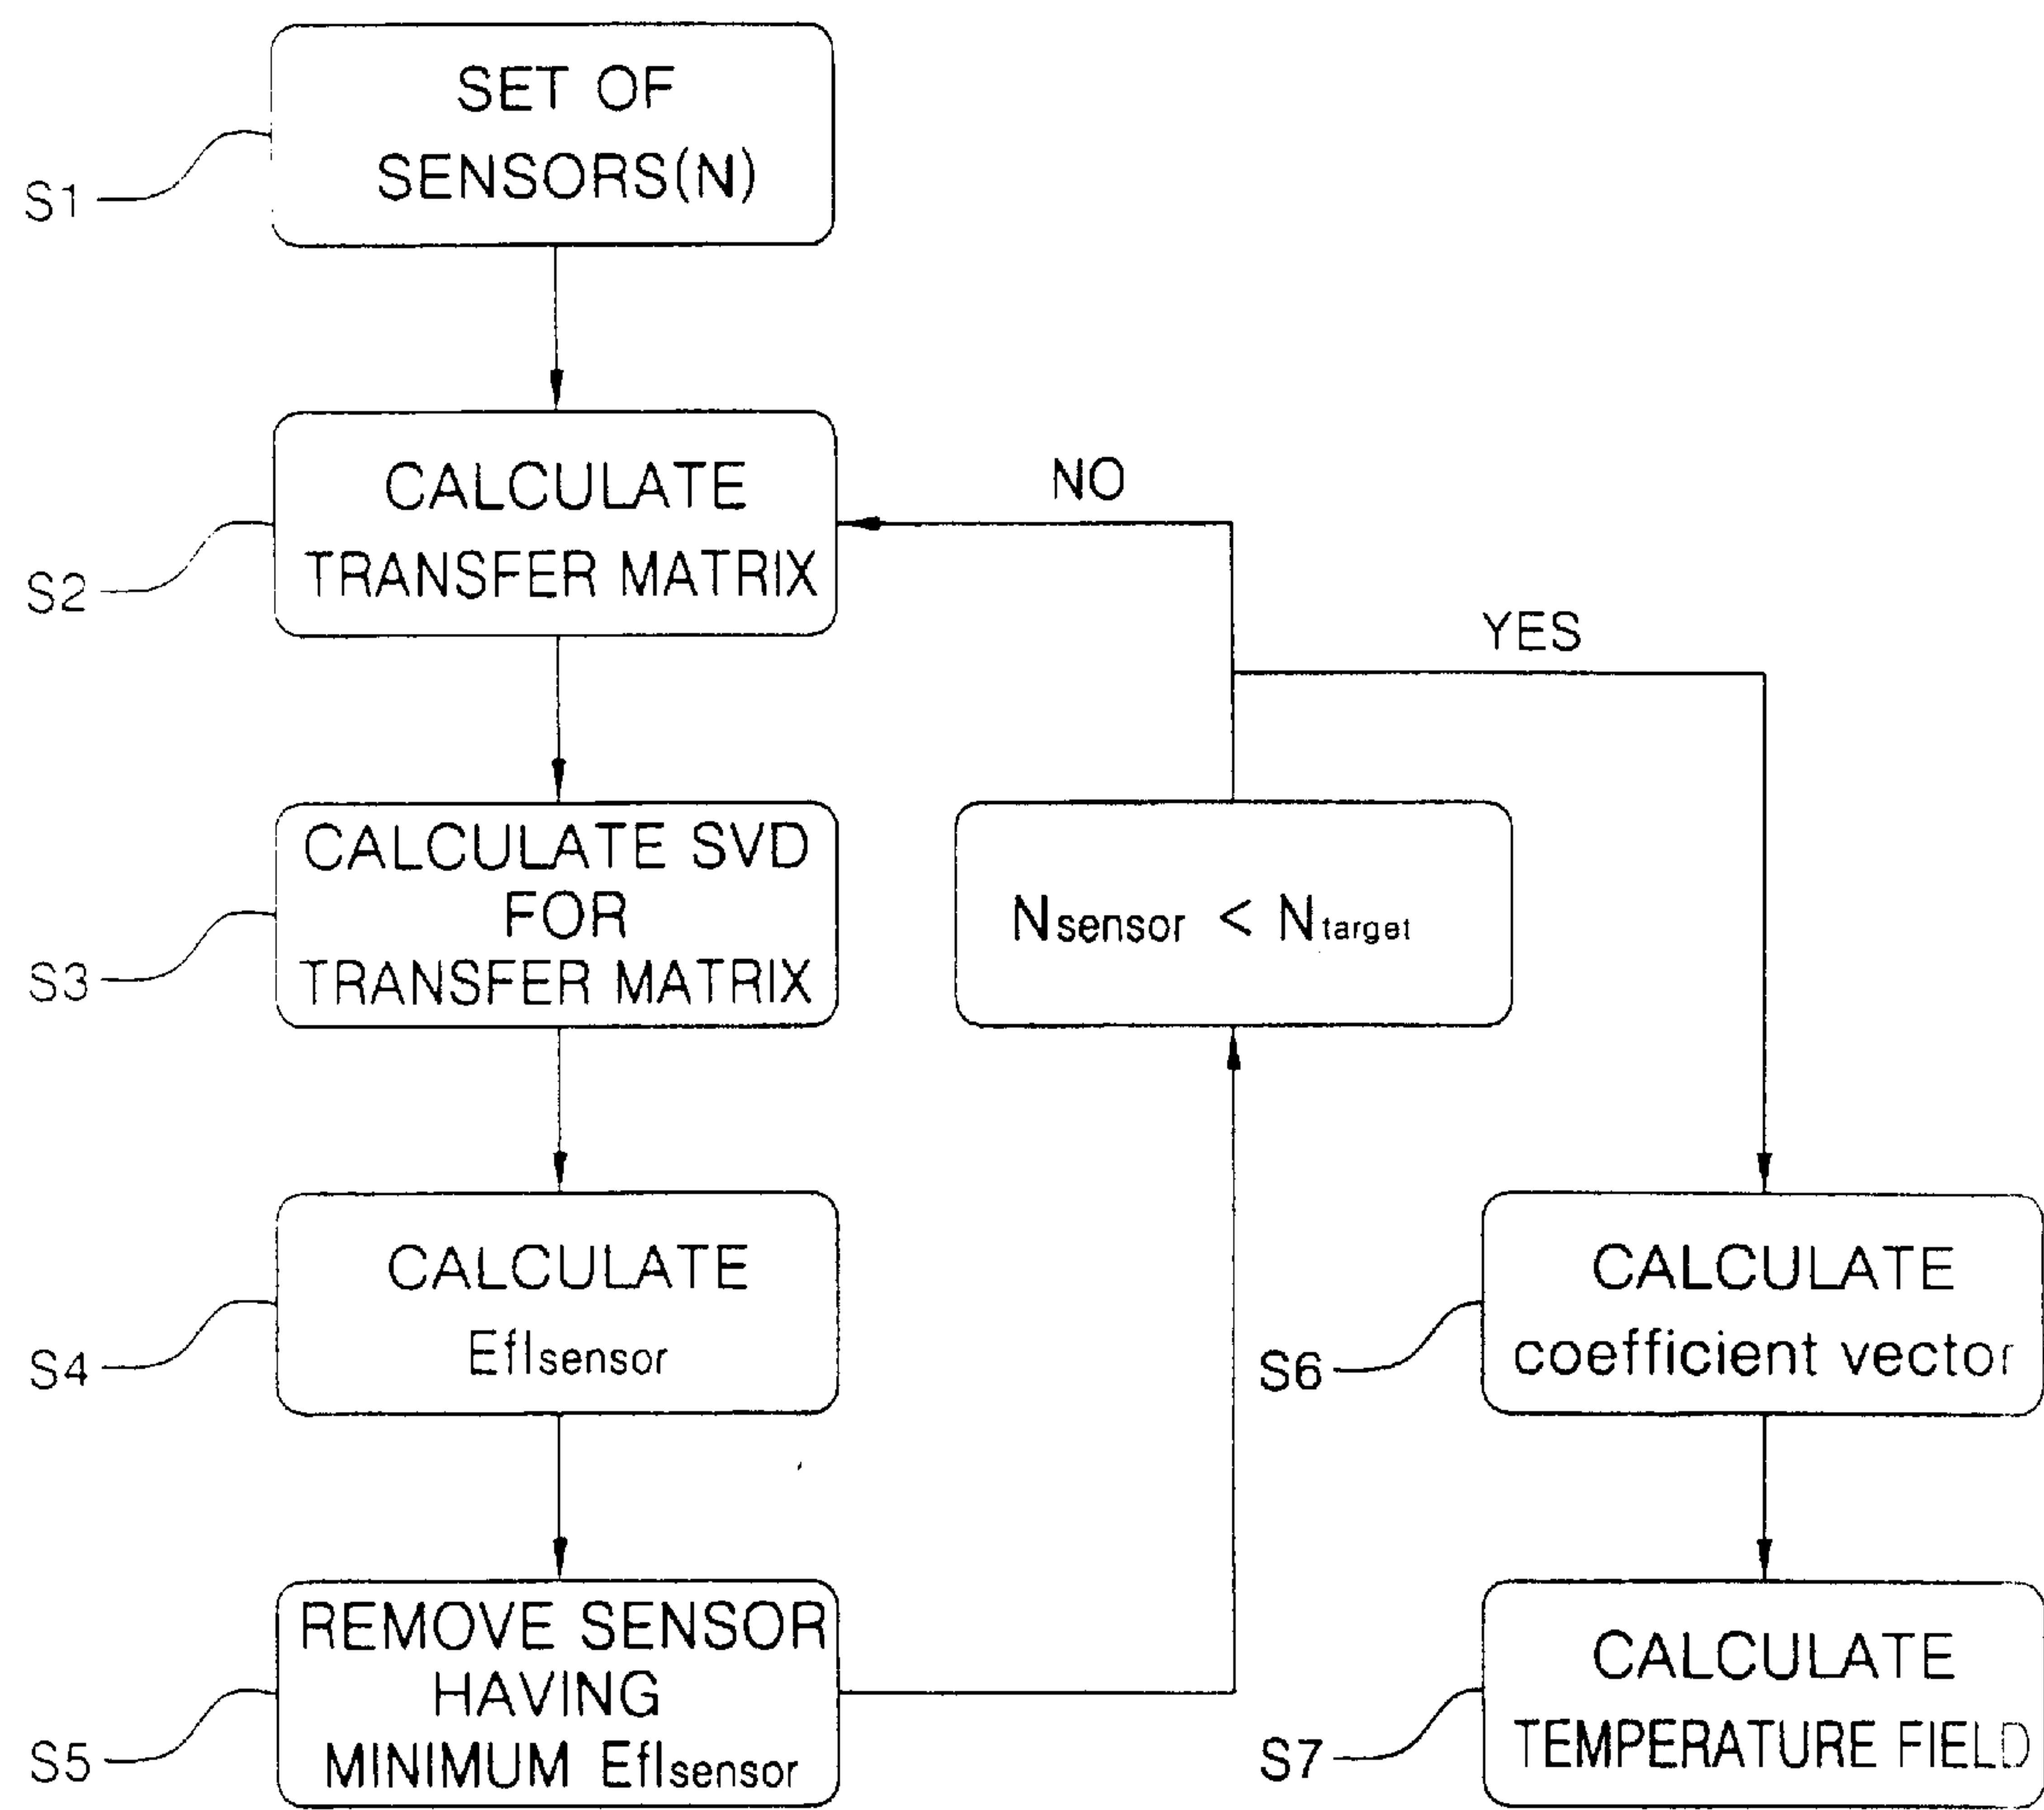 SET OF
SENSORS(N)
S1
CALCULATE
TRANSFER MATRIX
S2
NO
YES
CALCULATE SVD
FOR
TRANSFER MATRIX
S3
Nsensor < Ntarget
CALCULATE
EfIsensor
S4
CALCULATE
coefficient vector
S6
REMOVE SENSOR
HAVING
MINIMUM EfIsensor
S5
CALCULATE
TEMPERATURE FIELD
S7